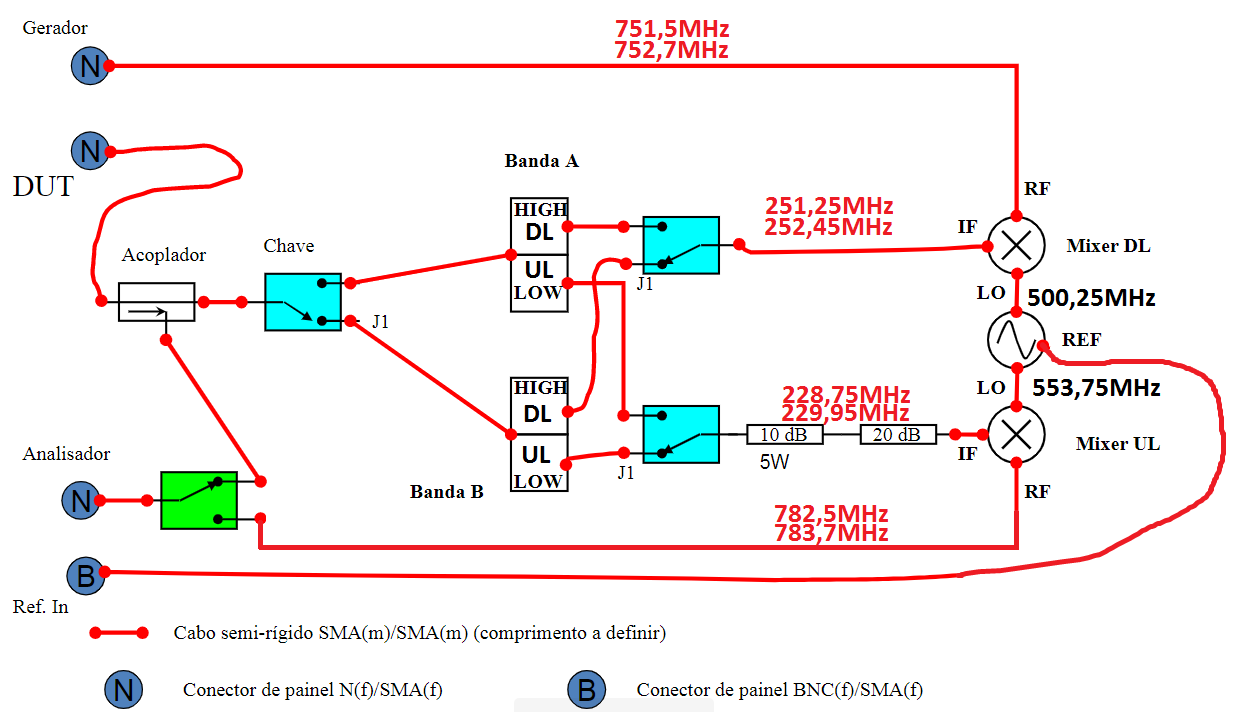 Gerador
N
751,5MHz
752,7MHz
N
DUT
Banda A
Acoplador
Chave
HIGH
DL
UL
LOW
J1
J1
251,25MHz
252,45MHz
RF
IF
Mixer DL
LO
500,25MHz
REF
LO
553,75MHz
HIGH
DL
UL
LOW
Banda B
J1
228,75MHz
229,95MHz
10 dB
20 dB
5W
IF
Mixer UL
RF
Analisador
N
782,5MHz
783,7MHz
B
Ref. In
Cabo semi-rígido SMA(m)/SMA(m) (comprimento a definir)
N
Conector de painel N(f)/SMA(f)
B
Conector de painel BNC(f)/SMA(f)